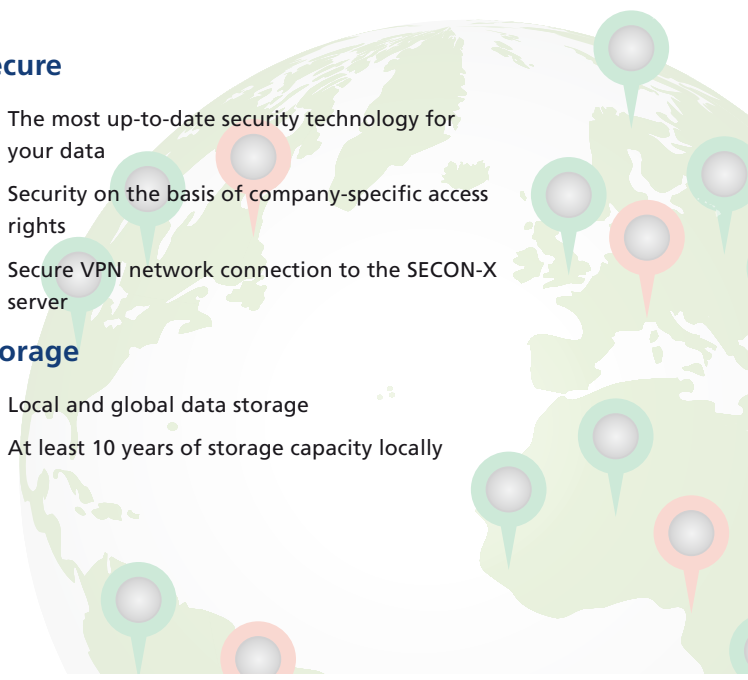 ecure
The most up-to-date security technology for
your data
Security on the basis of company-specific access
rights
Secure VPN network connection to the SECON-X
server
orage
Local and global data storage
At least 10 years of storage capacity locally